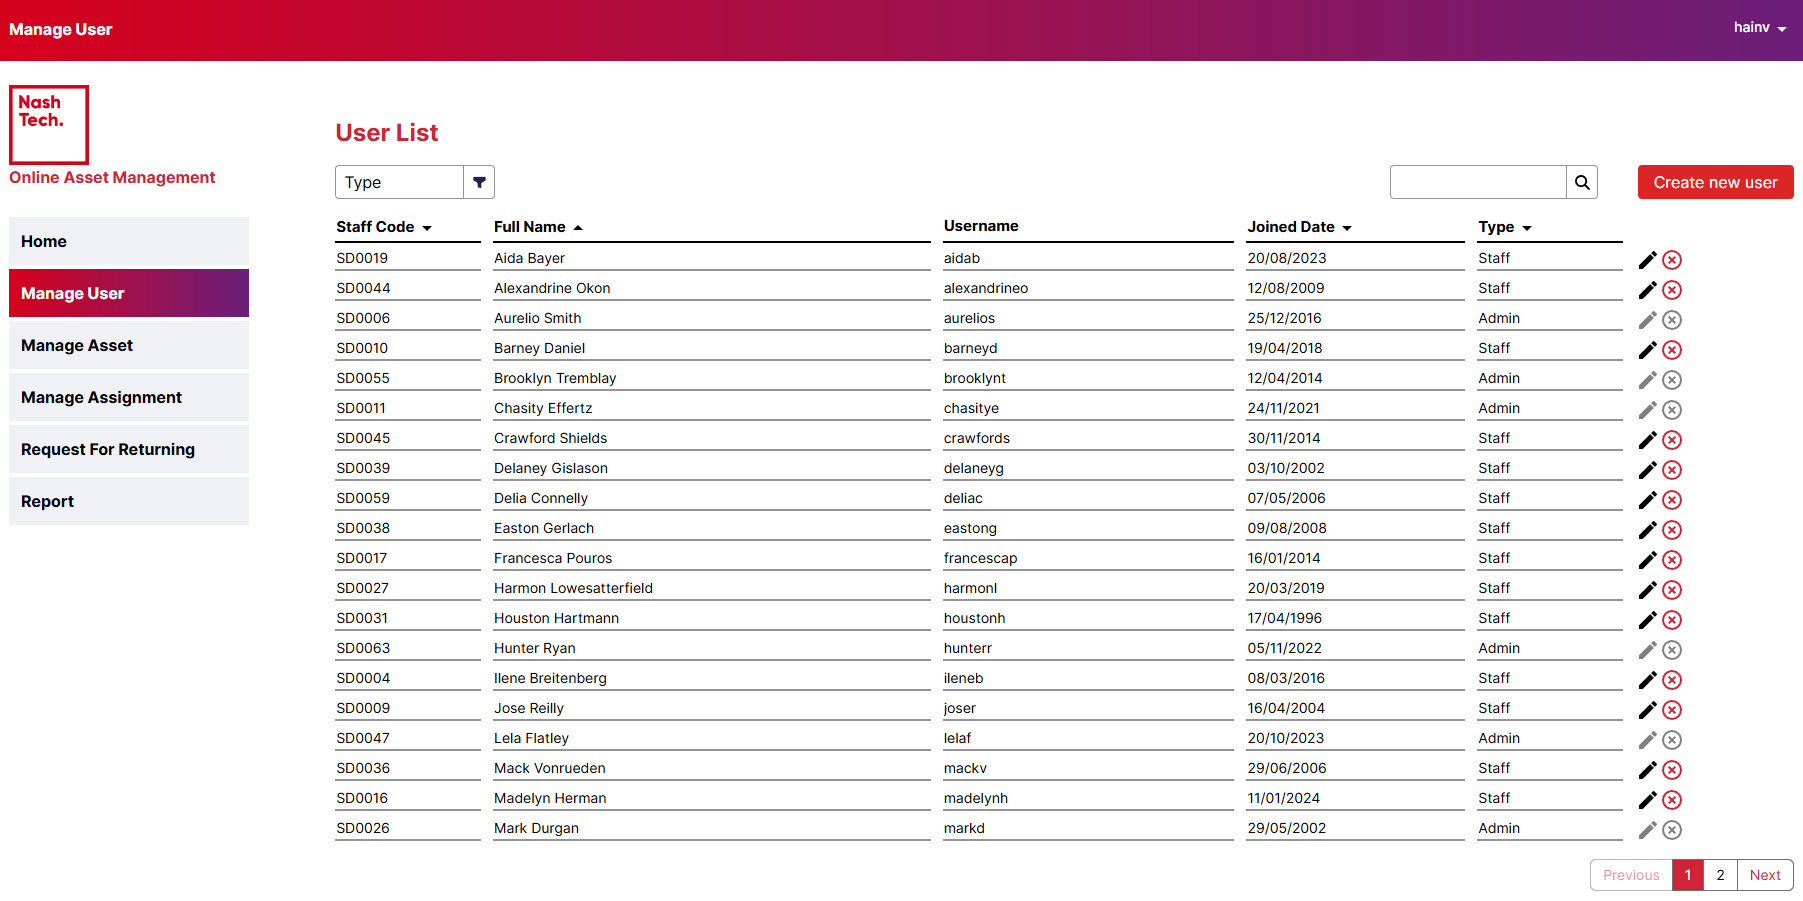 Manage User
hainv
Nash
Tech.
Online Asset Management
Home
Manage User
Manage Asset
Manage Assignment
Request For Returning
Report
User List
Type
Create new user
Staff Code Full Name Username Joined Date Type
SD0019 Aida Bayer aidab 20/08/2023 Staff
SD0044 Alexandrine Okon alexandrineo 12/08/2009 Staff
SD0006 Aurelio Smith aurelios 25/12/2016 Admin
SD0010 Barney Daniel barneyd 19/04/2018 Staff
SD0055 Brooklyn Tremblay brooklynt 12/04/2014 Admin
SD0011 Chasity Effertz chasitye 24/11/2021 Admin
SD0045 Crawford Shields crawfords 30/11/2014 Staff
SD0039 Delaney Gislason delaneyg 03/10/2002 Staff
SD0059 Delia Connelly deliac 07/05/2006 Staff
SD0038 Easton Gerlach eastong 09/08/2008 Staff
SD0017 Francesca Pouros francescap 16/01/2014 Staff
SD0027 Harmon Lowesatterfield harmonl 20/03/2019 Staff
SD0031 Houston Hartmann houstonh 17/04/1996 Staff
SD0063 Hunter Ryan hunterr 05/11/2022 Admin
SD0004 Ilene Breitenberg ileneb 08/03/2016 Staff
SD0009 Jose Reilly joser 16/04/2004 Staff
SD0047 Lela Flatley lelaf 20/10/2023 Admin
SD0036 Mack Vonrueden mackv 29/06/2006 Staff
SD0016 Madelyn Herman madelynh 11/01/2024 Staff
SD0026 Mark Durgan markd 29/05/2002 Admin
Previous 1 2 Next